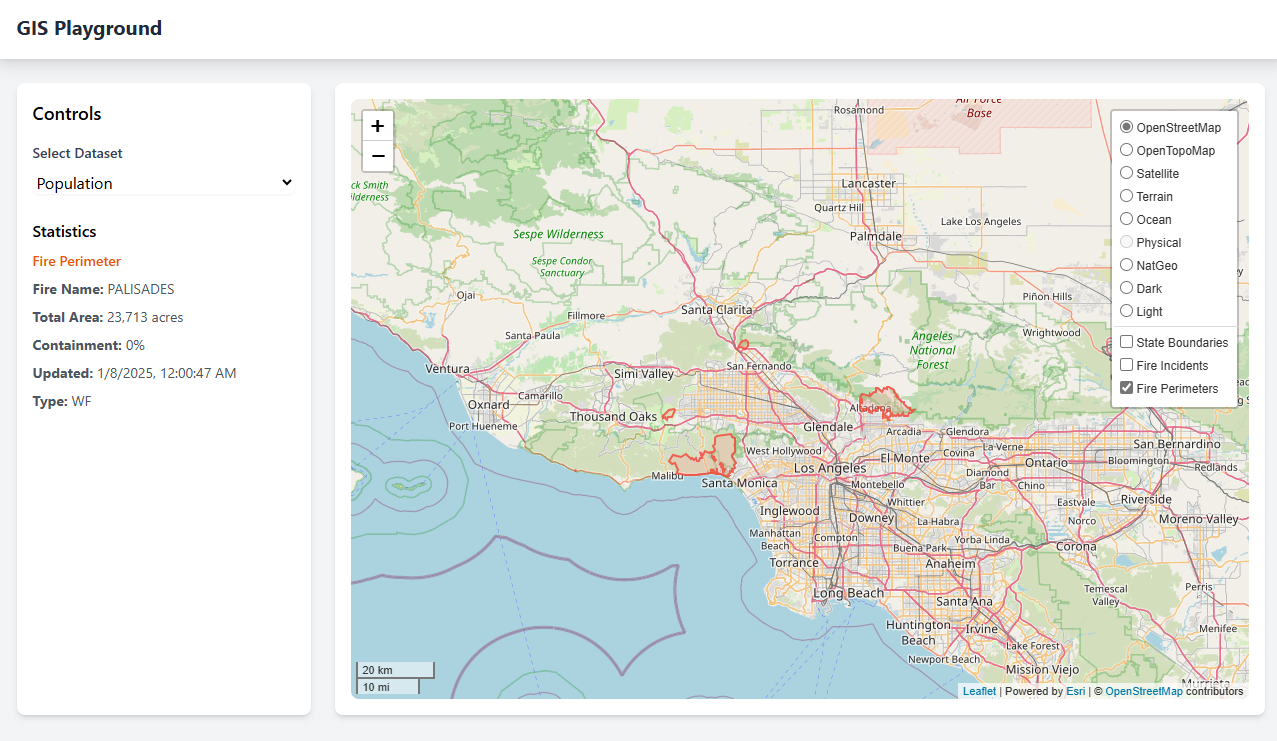 GIS Playground
Controls
Select Dataset
Population
Statistics
Fire Perimeter
Fire Name: PALISADES
Total Area: 23,713 acres
Containment: 0%
Updated: 1/8/2025, 12:00:47 AM
Type: WF
+
−
Rosamond
Air Force
Base
Lancaster
Quartz Hill
Lake Los Angeles
Palmdale
ck Smith
ilderness
Sespe Wilderness
Sespe Condor
Sanctuary
Ojai
Fillmore
Santa Clarita
Piñon Hills
Santa Paula
Wrightwood
Angeles
National
Forest
Ventura
Simi Valley
San Fernando
Oxnard
Camarillo
Thousand Oaks
Altadena
Port Hueneme
Glendale
Arcadia
Glendora
La Verne
San Bernardino
West Hollywood
El Monte
Covina
Ontario
Bloomington
Redlands
Malibu
Los Angeles
Diamond
Bar
Santa Monica
Montebello
Chino
Whittier
Eastvale
Riverside
Inglewood
Downey
La Habra
Norco
Moreno Valley
Manhattan
Beach
Compton
Buena Park
Yorba Linda
Corona
Torrance
Anaheim
Long Beach
Santa Ana
Temescal
Valley
Perris
Huntington
Beach
Irvine
Menifee
Lake Forest
Newport Beach
Mission Viejo
Murrieta
OpenStreetMap
OpenTopoMap
Satellite
Terrain
Ocean
Physical
NatGeo
Dark
Light
State Boundaries
Fire Incidents
Fire Perimeters
20 km
10 mi
Leaflet | Powered by Esri | © OpenStreetMap contributors